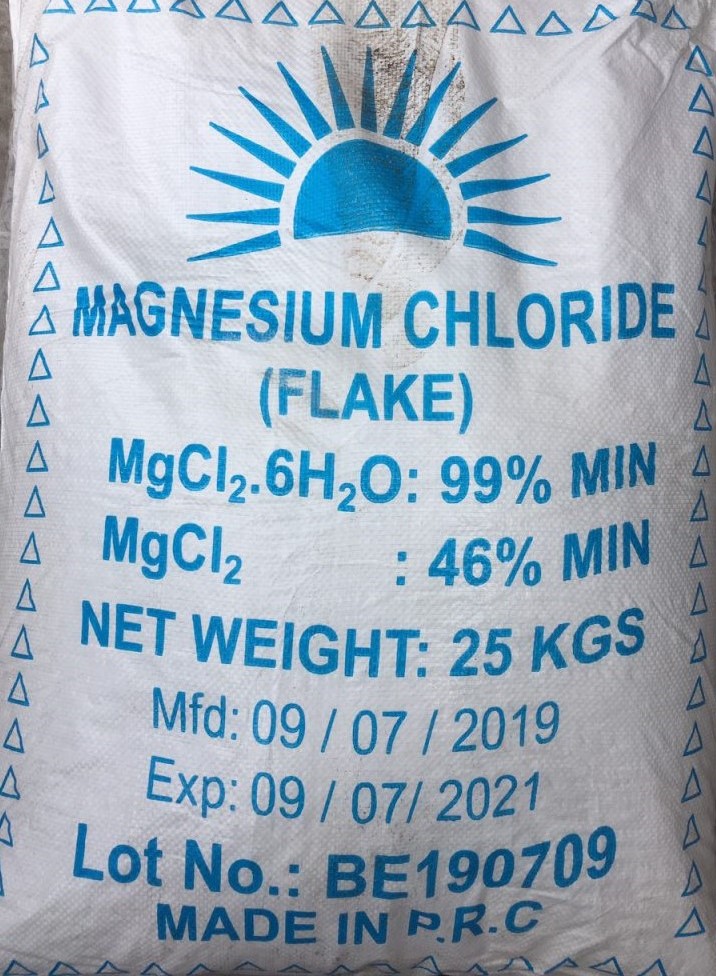 MAGNESIUM CHLORIDE
(FLAKE)
MgCl₂.6H₂O: 99% MIN
MgCl₂ : 46% MIN
NET WEIGHT: 25 KGS
Mfd: 09 / 07 / 2019
Exp: 09 / 07/ 2021
Lot No.: BE190709
MADE IN P.R.C